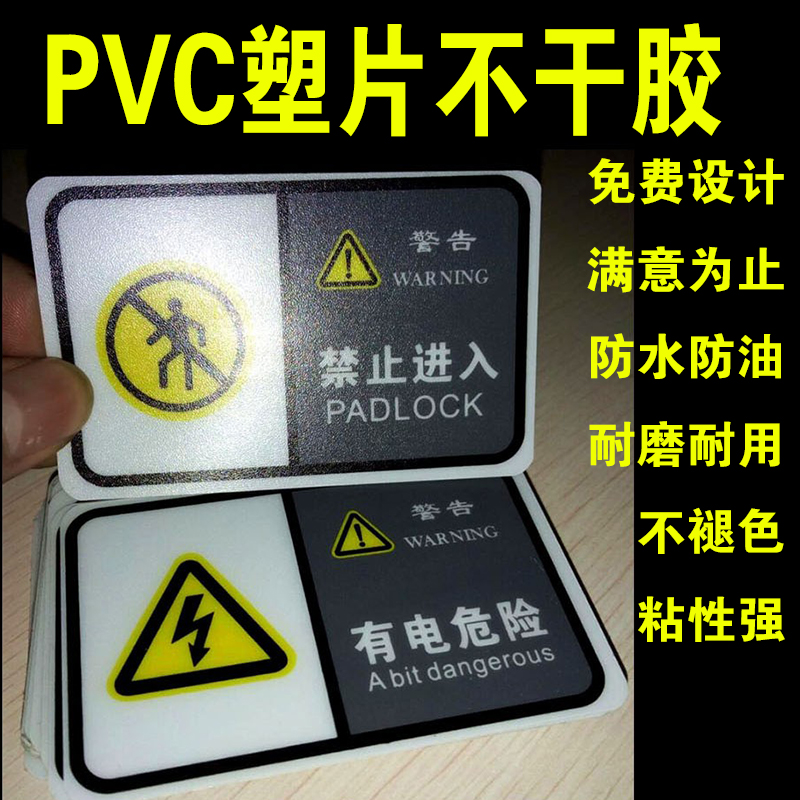 PVC塑片不干胶
免费设计
满意为止
防水防油
耐磨耐用
不褪色
粘性强
警告
WARNING
禁止进入
PADLOCK
警告
WARNING
有电危险
A bit dangerous